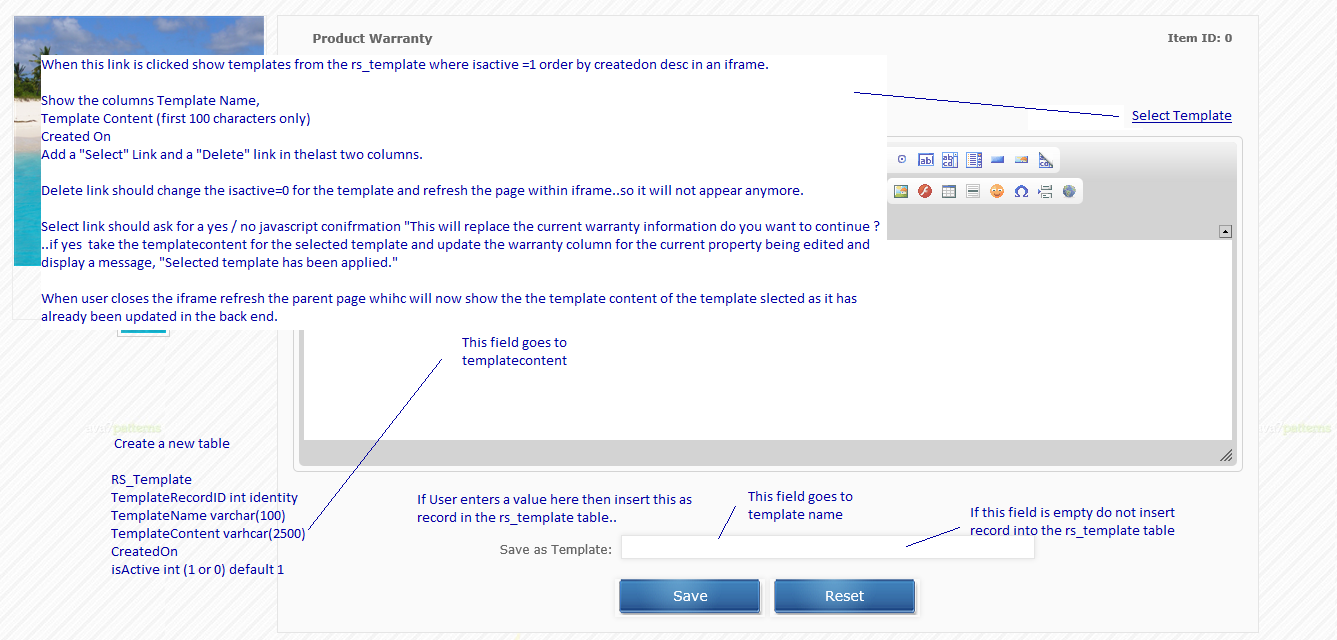 Product Warranty
Item ID: 0
When this link is clicked show templates from the rs_template where isactive =1 order by createdon desc in an iframe.
Show the columns Template Name,
Template Content (first 100 characters only)
Created On
Add a "Select" Link and a "Delete" link in thelast two columns.
Delete link should change the isactive=0 for the template and refresh the page within iframe..so it will not appear anymore.
Select link should ask for a yes / no javascript conifrmation "This will replace the current warranty information do you want to continue ?
..if yes  take the templatecontent for the selected template and update the warranty column for the current property being edited and
display a message, "Selected template has been applied."
When user closes the iframe refresh the parent page whihc will now show the the template content of the template slected as it has
already been updated in the back end.
Select Template
This field goes to
templatecontent
Create a new table
RS_Template
TemplateRecordID int identity
TemplateName varchar(100)
TemplateContent varhcar(2500)
CreatedOn
isActive int (1 or 0) default 1
If User enters a value here then insert this as
record in the rs_template table..
This field goes to
template name
If this field is empty do not insert
record into the rs_template table
Save as Template:
Save
Reset